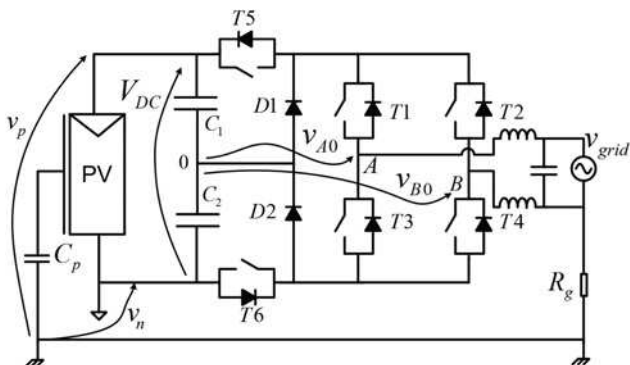 T5
V_DC
v_p
C_1
D1
T1
T2
v_A0
v_grid
0
A
PV
C_2
v_B0
B
D2
T3
T4
C_p
R_g
v_n
T6